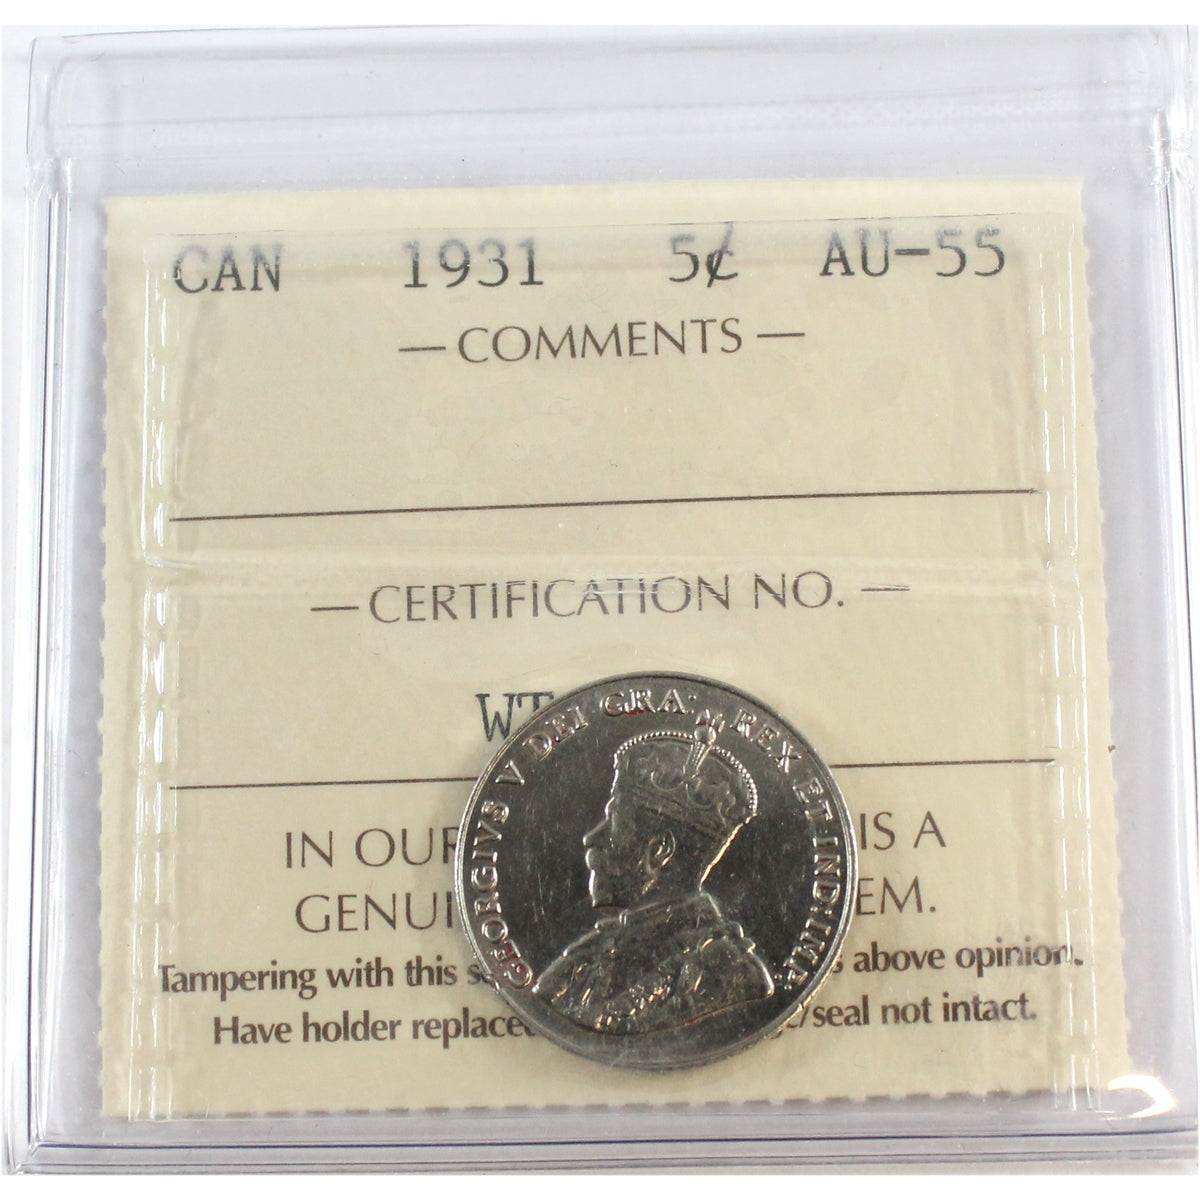 CAN 1931 5¢ AU-55
— COMMENTS —
— CERTIFICATION NO. —
WT
GEORGIVS V DEI GRA: REX ET IND:IMP:
IN OUR IS A
GENUI EM.
Tampering with this s s above opinion.
Have holder replaced /seal not intact.